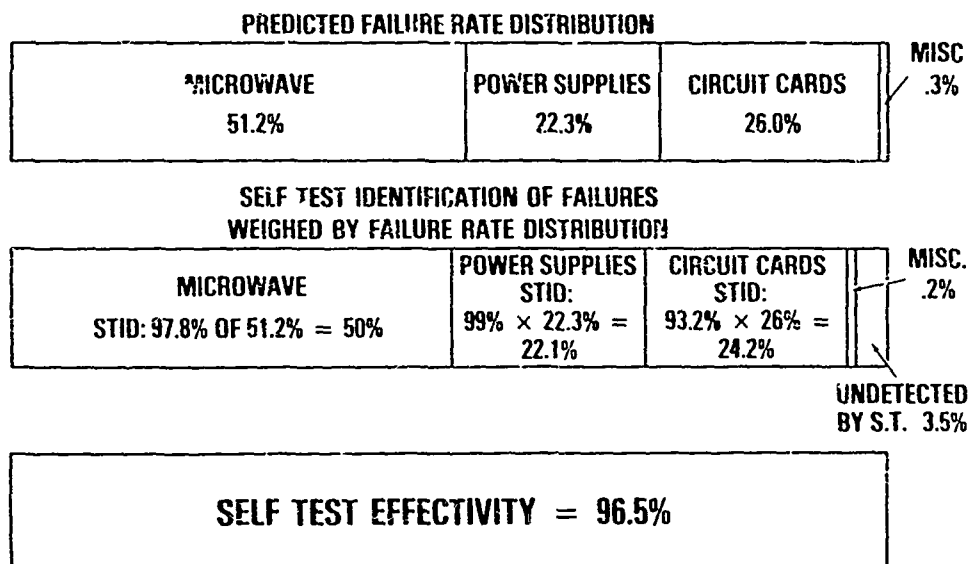 PREDICTED FAILURE RATE DISTRIBUTION
MICROWAVE
51.2%
POWER SUPPLIES
22.3%
CIRCUIT CARDS
26.0%
MISC
.3%
SELF TEST IDENTIFICATION OF FAILURES
WEIGHED BY FAILURE RATE DISTRIBUTION
MICROWAVE
STID: 97.8% OF 51.2% = 50%
POWER SUPPLIES
STID:
99% × 22.3% =
22.1%
CIRCUIT CARDS
STID:
93.2% × 26% =
24.2%
MISC.
.2%
UNDETECTED
BY S.T. 3.5%
SELF TEST EFFECTIVITY = 96.5%